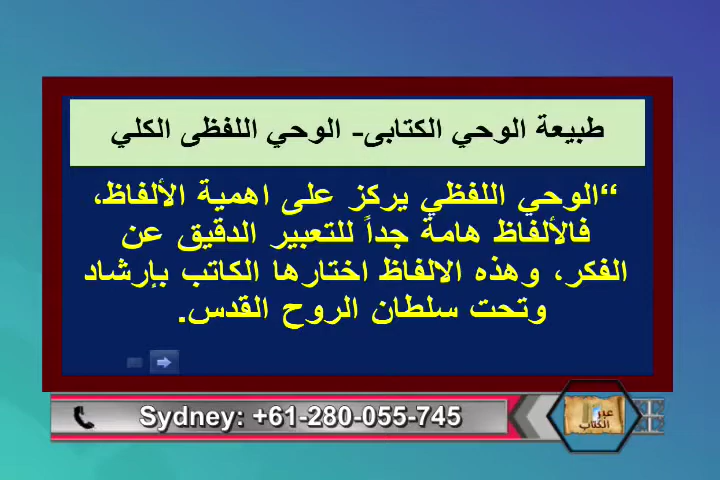 طبيعة الوحي الكتابى- الوحي اللفظى الكلي
“الوحي اللفظي يركز على اهمية الألفاظ،
فالألفاظ هامة جداً للتعبير الدقيق عن
الفكر، وهذه الالفاظ اختارها الكاتب بإرشاد
وتحت سلطان الروح القدس.
Sydney: +61-280-055-745
عبر
الكتاب